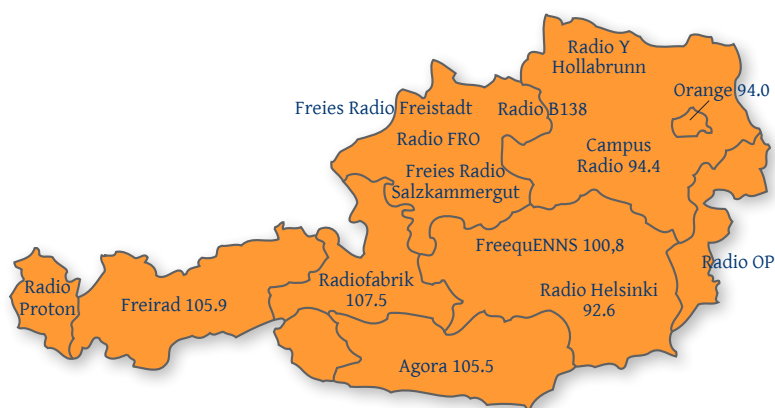 Radio Y
Hollabrunn
Orange 94.0
Freies Radio Freistadt
Radio B138
Radio FRO
Campus
Radio 94.4
Freies Radio
Salzkammergut
FreequENNS 100,8
Radio OP
Radio
Proton
Radiofabrik
107.5
Radio Helsinki
92.6
Freirad 105.9
Agora 105.5